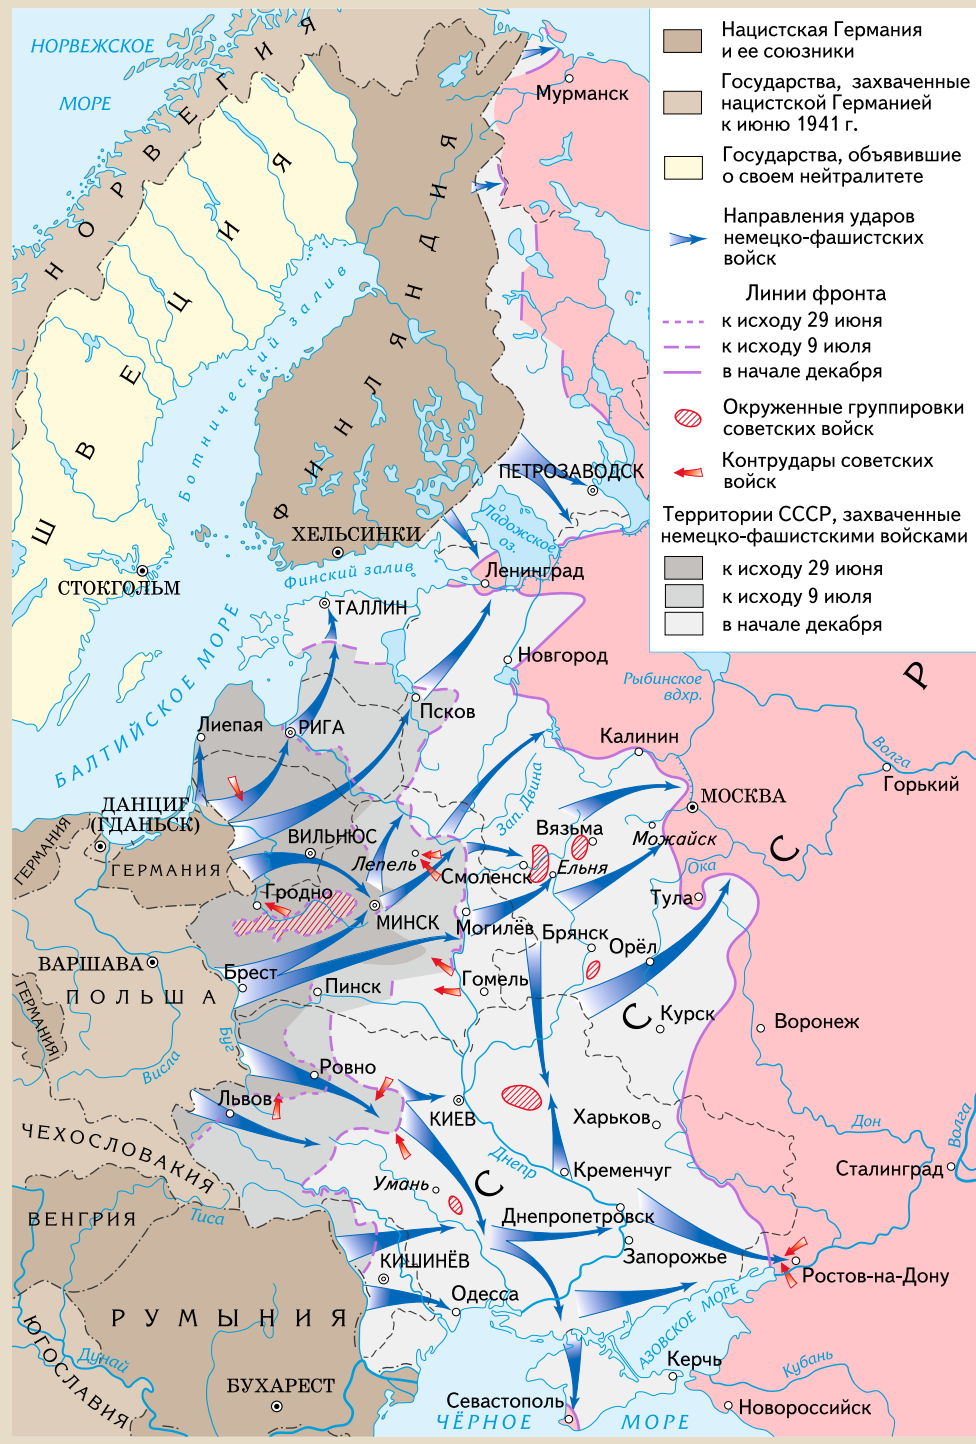 НОРВЕЖСКОЕ
МОРЕ
НОРВЕГИЯ
ШВЕЦИЯ
ФИНЛЯНДИЯ
Ботнический залив
Мурманск
Нацистская Германия
и ее союзники
Государства, захваченные
нацистской Германией
к июню 1941 г.
Государства, объявившие
о своем нейтралитете
Направления ударов
немецко-фашистских
войск
Линии фронта
к исходу 29 июня
к исходу 9 июля
в начале декабря
Окруженные группировки
советских войск
Контрудары советских
войск
Территории СССР, захваченные
немецко-фашистскими войсками
к исходу 29 июня
к исходу 9 июля
в начале декабря
ПЕТРОЗАВОДСК
Ладожское
оз.
ХЕЛЬСИНКИ
Финский залив
Ленинград
СТОКГОЛЬМ
ТАЛЛИН
БАЛТИЙСКОЕ МОРЕ
Новгород
Рыбинское
вдхр.
Р
Псков
Лиепая
РИГА
Калинин
Волга
Горький
МОСКВА
ДАНЦИГ
(ГДАНЬСК)
Зап. Двина
Вязьма
Можайск
С
ВИЛЬНЮС
Лепель
ГЕРМАНИЯ
ГЕРМАНИЯ
Смоленск
Ельня
Ока
Гродно
Тула
МИНСК
Могилёв
Брянск
Орёл
ВАРШАВА
Брест
Гомель
Пинск
ПОЛЬША
ГЕРМАНИЯ
С
Курск
Воронеж
Буг
Висла
Ровно
Львов
КИЕВ
Харьков
Дон
Волга
ЧЕХОСЛОВАКИЯ
Днепр
Кременчуг
Сталинград
Умань
С
Тиса
ВЕНГРИЯ
Днепропетровск
Запорожье
КИШИНЁВ
Ростов-на-Дону
Одесса
РУМЫНИЯ
АЗОВСКОЕ МОРЕ
ЮГОСЛАВИЯ
Дунай
Керчь
Кубань
БУХАРЕСТ
Севастополь
Новороссийск
ЧЁРНОЕ МОРЕ